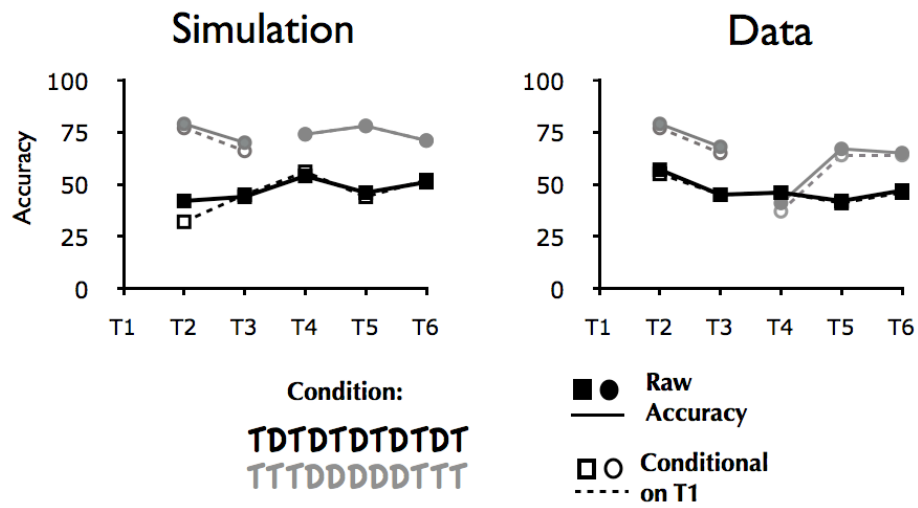 Simulation
Data
Accuracy
100
75
50
25
0
T1 T2 T3 T4 T5 T6
100
75
50
25
0
T1 T2 T3 T4 T5 T6
Condition:
TDTDTDTDTDT
TTTDDDDDTTT
Raw
Accuracy
Conditional
on T1